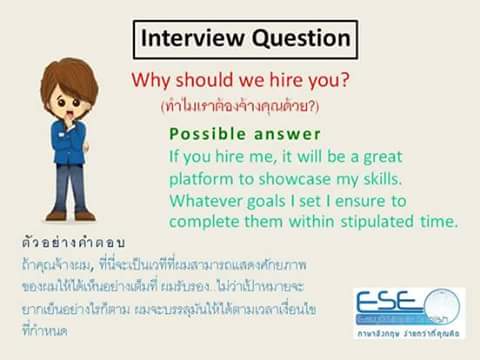 Interview Question
Why should we hire you?
(ทำไมเราต้องจ้างคุณด้วย?)
Possible answer
If you hire me, it will be a great
platform to showcase my skills.
Whatever goals I set I ensure to
complete them within stipulated time.
ตัวอย่างคำตอบ
ถ้าคุณจ้างผม, ที่นี่จะเป็นเวทีที่ผมสามารถแสดงศักยภาพ
ของผมให้ได้เห็นอย่างเต็มที่ ผมรับรอง..ไม่ว่าเป้าหมายจะ
ยากเย็นอย่างไรก็ตาม ผมจะบรรลุมันให้ได้ตามเวลาเงื่อนไข
ที่กำหนด
ESE
ภาษาอังกฤษ ง่ายกว่าที่คุณคิด